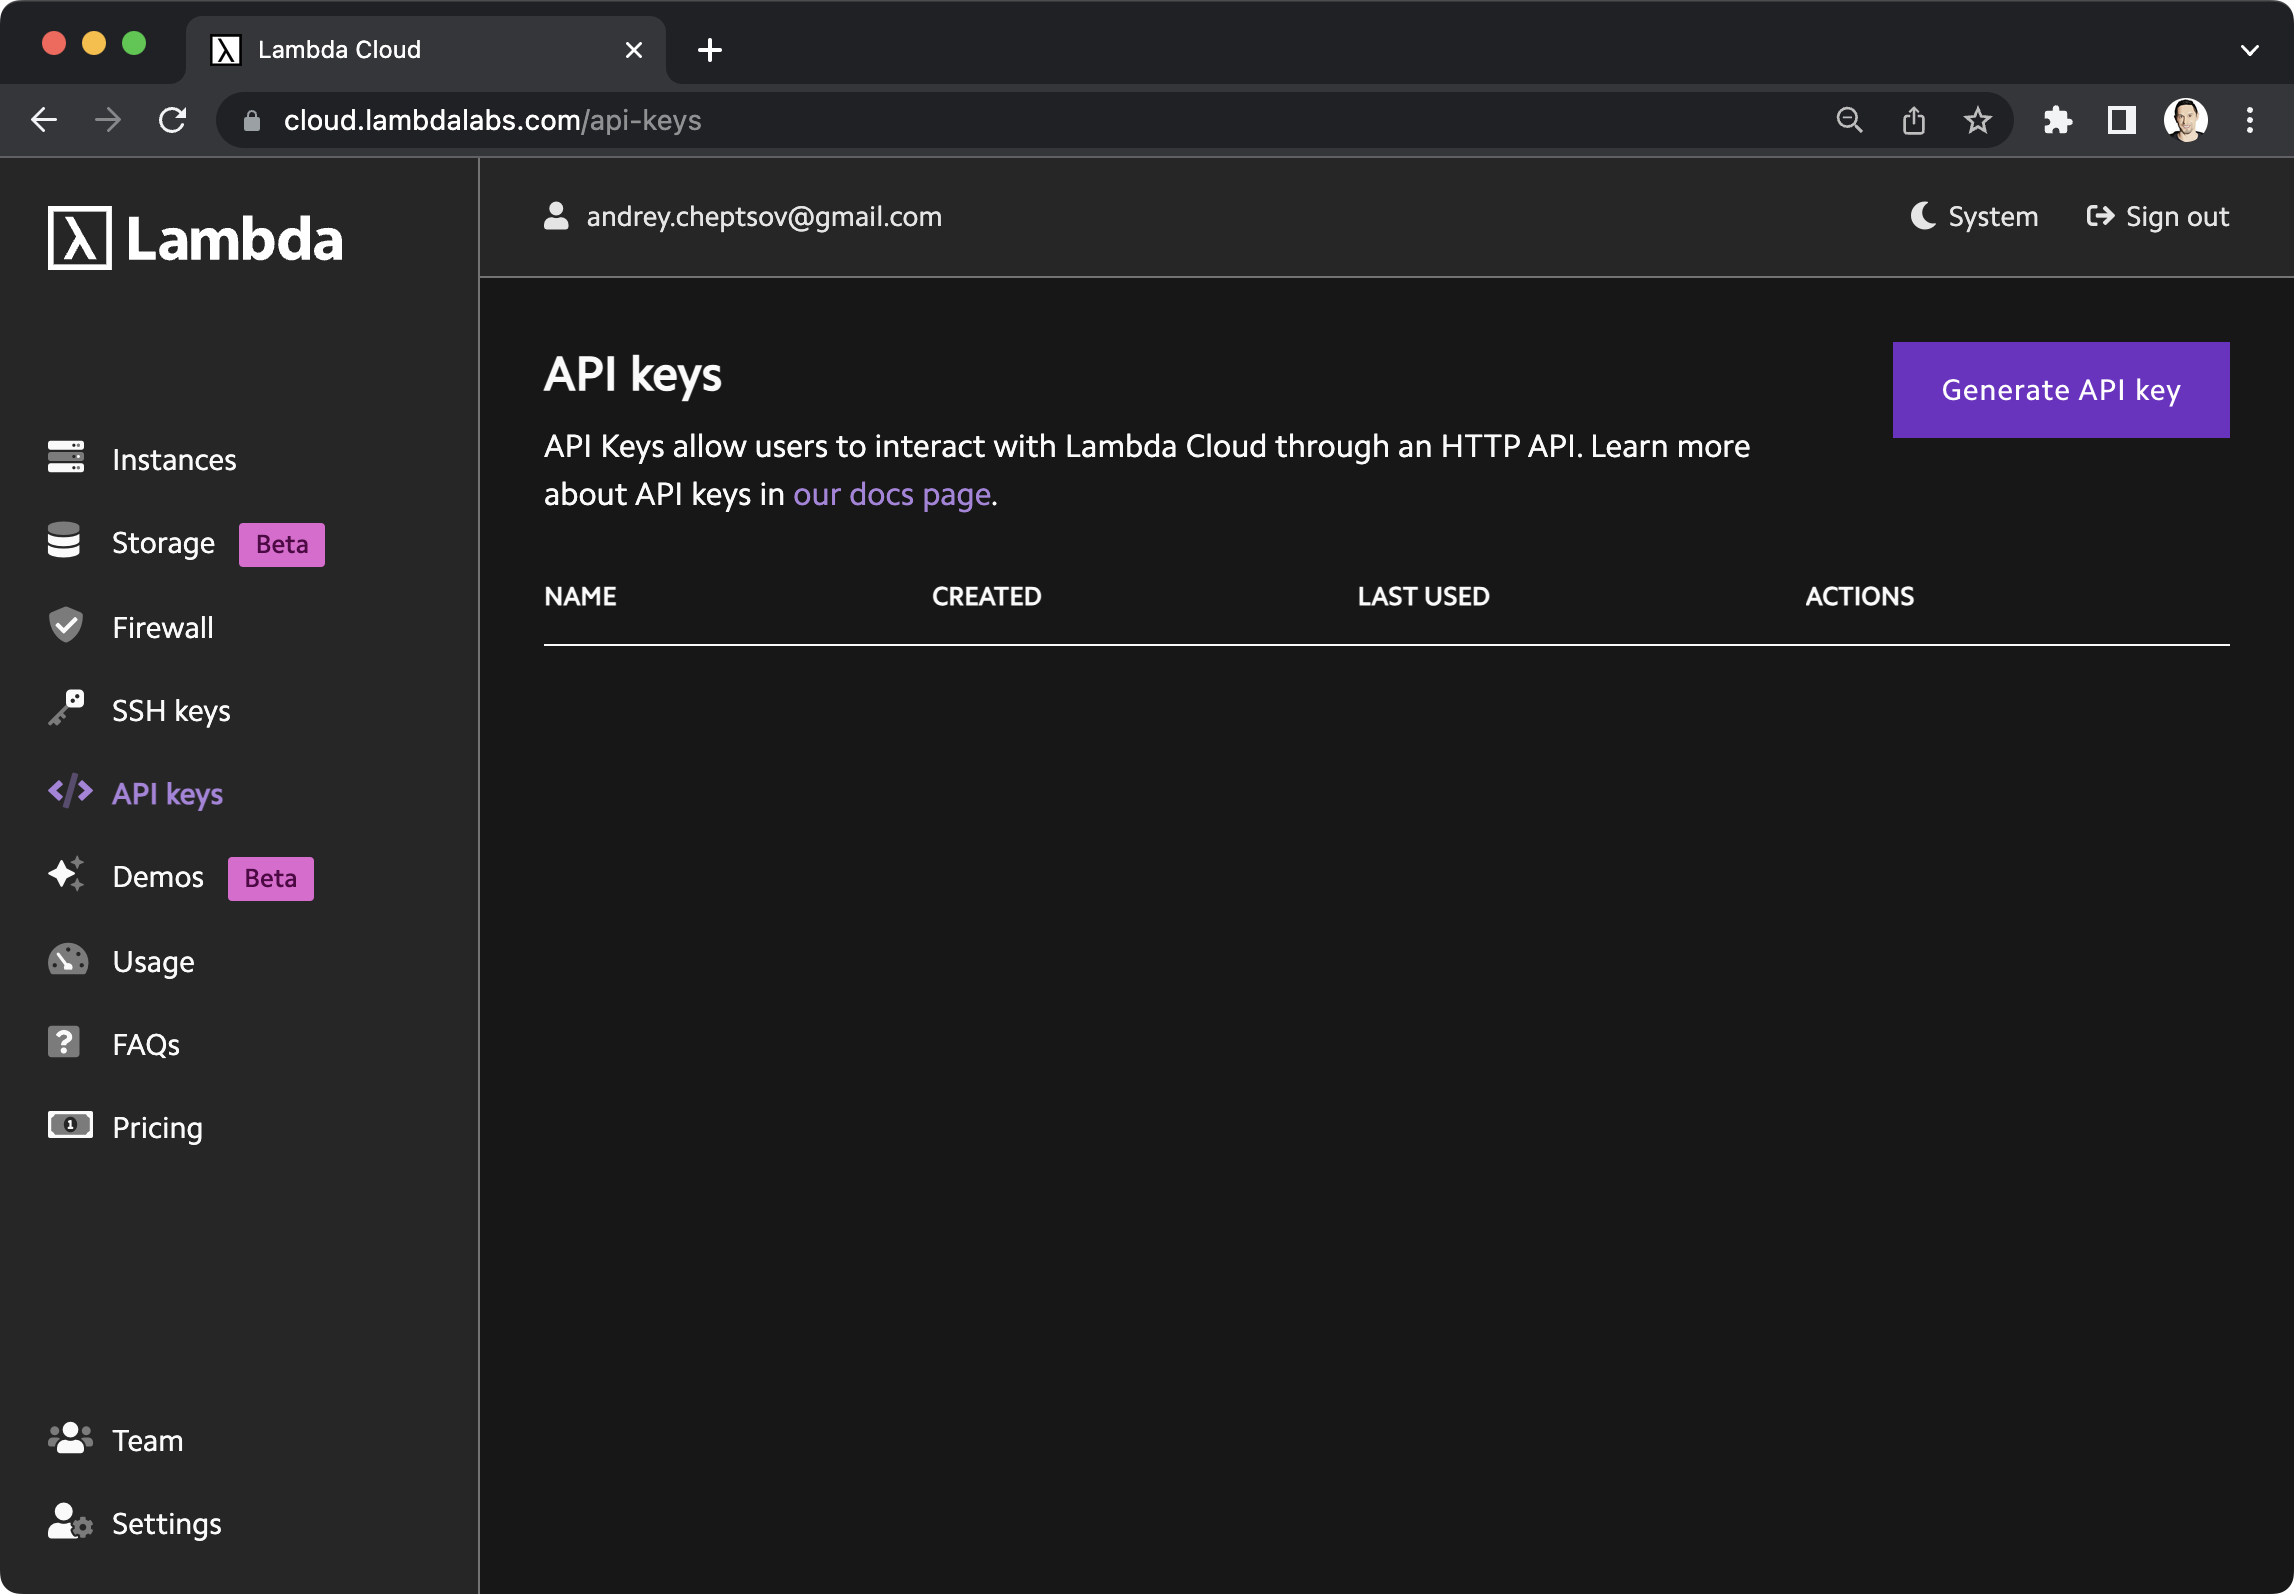 Lambda Cloud
cloud.lambdalabs.com/api-keys
Lambda
andrey.cheptsov@gmail.com
System
Sign out
Instances
Storage Beta
Firewall
SSH keys
API keys
Demos Beta
Usage
FAQs
Pricing
Team
Settings
API keys
Generate API key
API Keys allow users to interact with Lambda Cloud through an HTTP API. Learn more
about API keys in our docs page.
NAME CREATED LAST USED ACTIONS